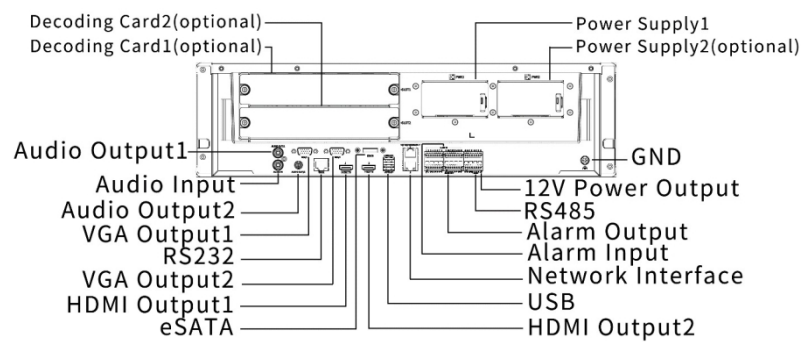 Decoding Card2(optional)
Decoding Card1(optional)
Power Supply1
Power Supply2(optional)
Audio Output1
Audio Input
Audio Output2
VGA Output1
RS232
VGA Output2
HDMI Output1
eSATA
GND
12V Power Output
RS485
Alarm Output
Alarm Input
Network Interface
USB
HDMI Output2